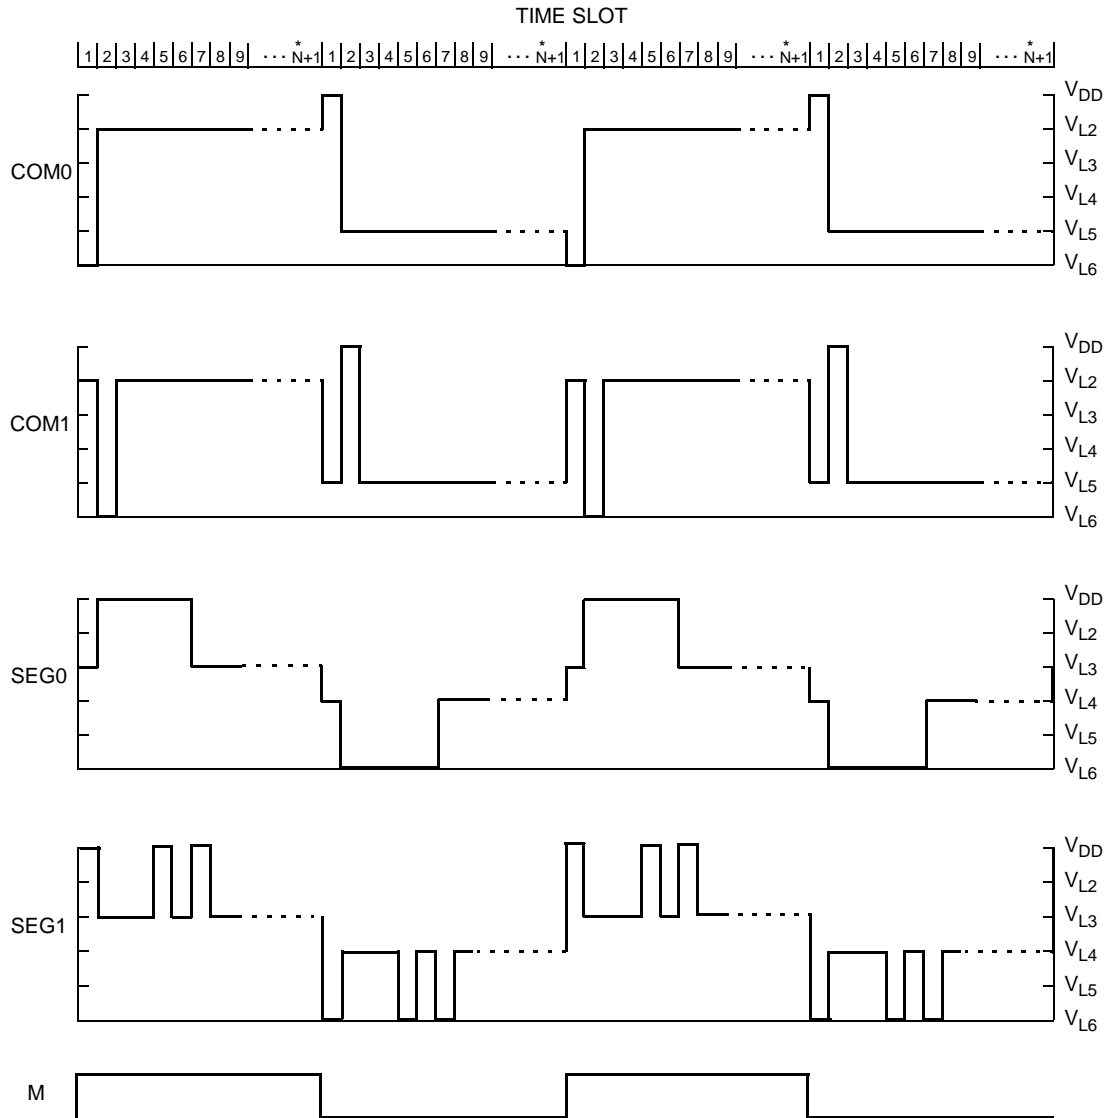 TIME SLOT
* * * *
1 2 3 4 5 6 7 8 9 ··· N+1 1 2 3 4 5 6 7 8 9 ··· N+1 1 2 3 4 5 6 7 8 9 ··· N+1 1 2 3 4 5 6 7 8 9 ··· N+1
COM0
VDD
VL2
VL3
VL4
VL5
VL6
COM1
VDD
VL2
VL3
VL4
VL5
VL6
SEG0
VDD
VL2
VL3
VL4
VL5
VL6
SEG1
VDD
VL2
VL3
VL4
VL5
VL6
M